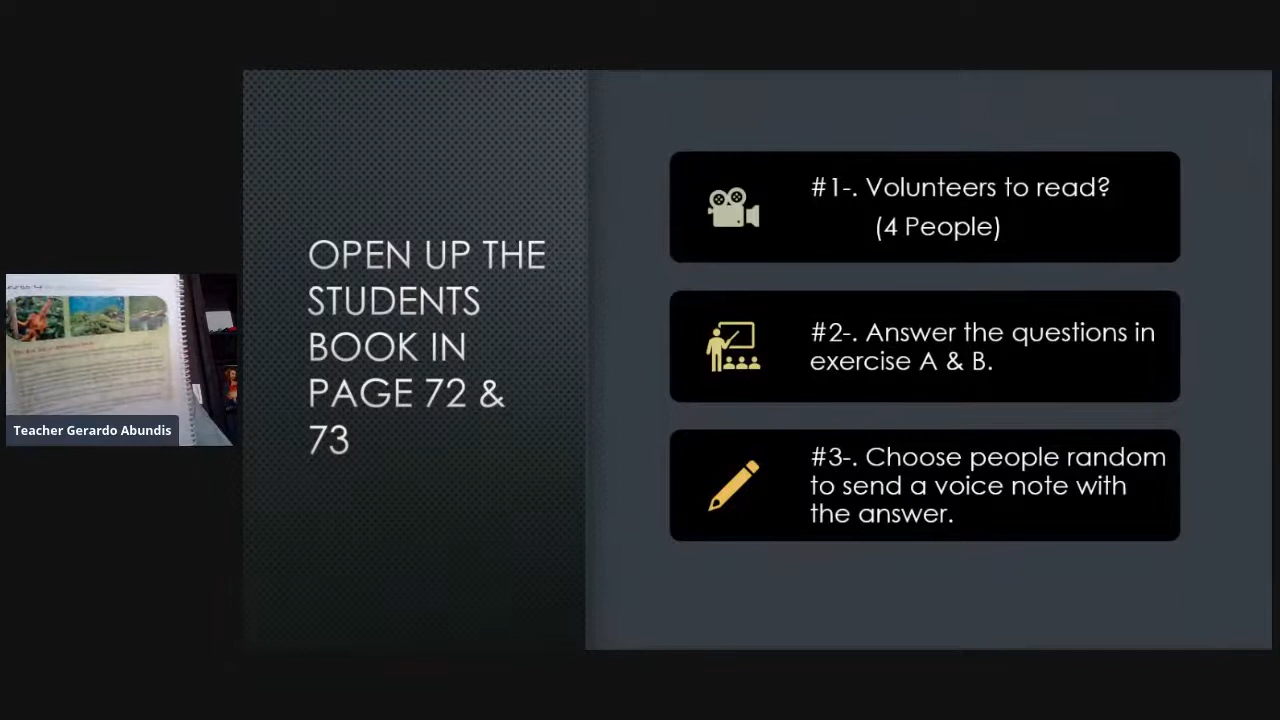 OPEN UP THE
STUDENTS
BOOK IN
PAGE 72 &
73
#1-. Volunteers to read?
(4 People)
#2-. Answer the questions in
exercise A & B.
#3-. Choose people random
to send a voice note with
the answer.
Teacher Gerardo Abundis